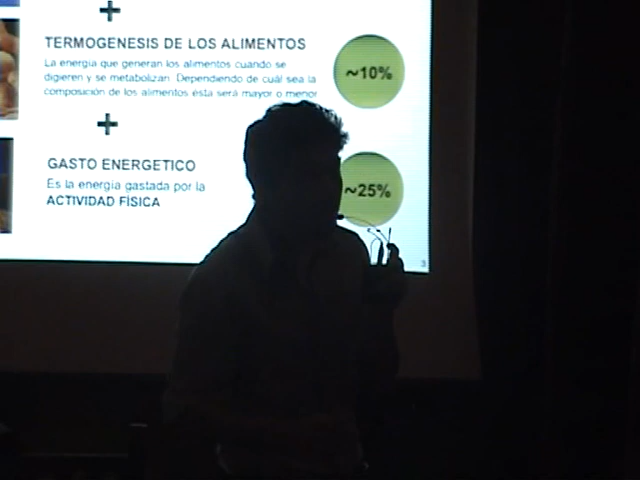 +
TERMOGENESIS DE LOS ALIMENTOS
La energía que generan los alimentos cuando se
digieren y se metabolizan. Dependiendo de cuál sea la
composición de los alimentos ésta será mayor o menor
~10%
+
GASTO ENERGETICO
Es la energía gastada por la
ACTIVIDAD FÍSICA
~25%
3